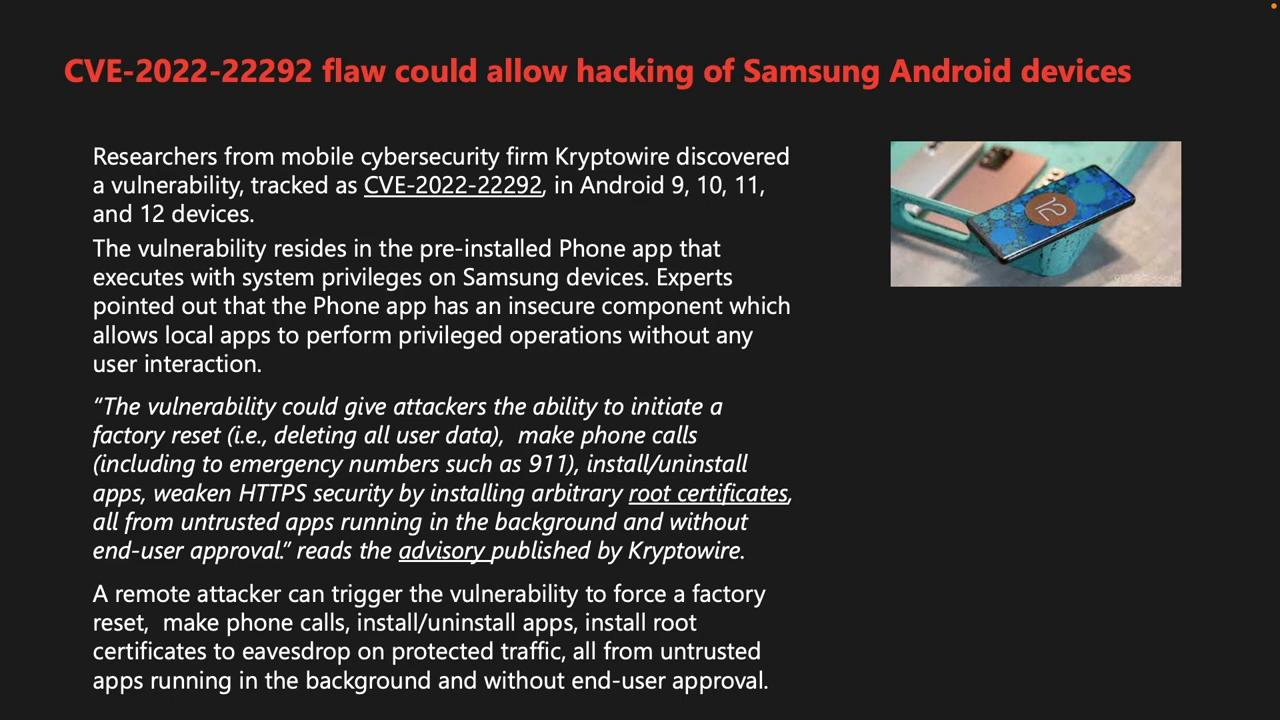 CVE-2022-22292 flaw could allow hacking of Samsung Android devices
Researchers from mobile cybersecurity firm Kryptowire discovered
a vulnerability, tracked as CVE-2022-22292, in Android 9, 10, 11,
and 12 devices.
The vulnerability resides in the pre-installed Phone app that
executes with system privileges on Samsung devices. Experts
pointed out that the Phone app has an insecure component which
allows local apps to perform privileged operations without any
user interaction.
“The vulnerability could give attackers the ability to initiate a
factory reset (i.e., deleting all user data),  make phone calls
(including to emergency numbers such as 911), install/uninstall
apps, weaken HTTPS security by installing arbitrary root certificates,
all from untrusted apps running in the background and without
end-user approval.” reads the advisory published by Kryptowire.
A remote attacker can trigger the vulnerability to force a factory
reset,  make phone calls, install/uninstall apps, install root
certificates to eavesdrop on protected traffic, all from untrusted
apps running in the background and without end-user approval.
12